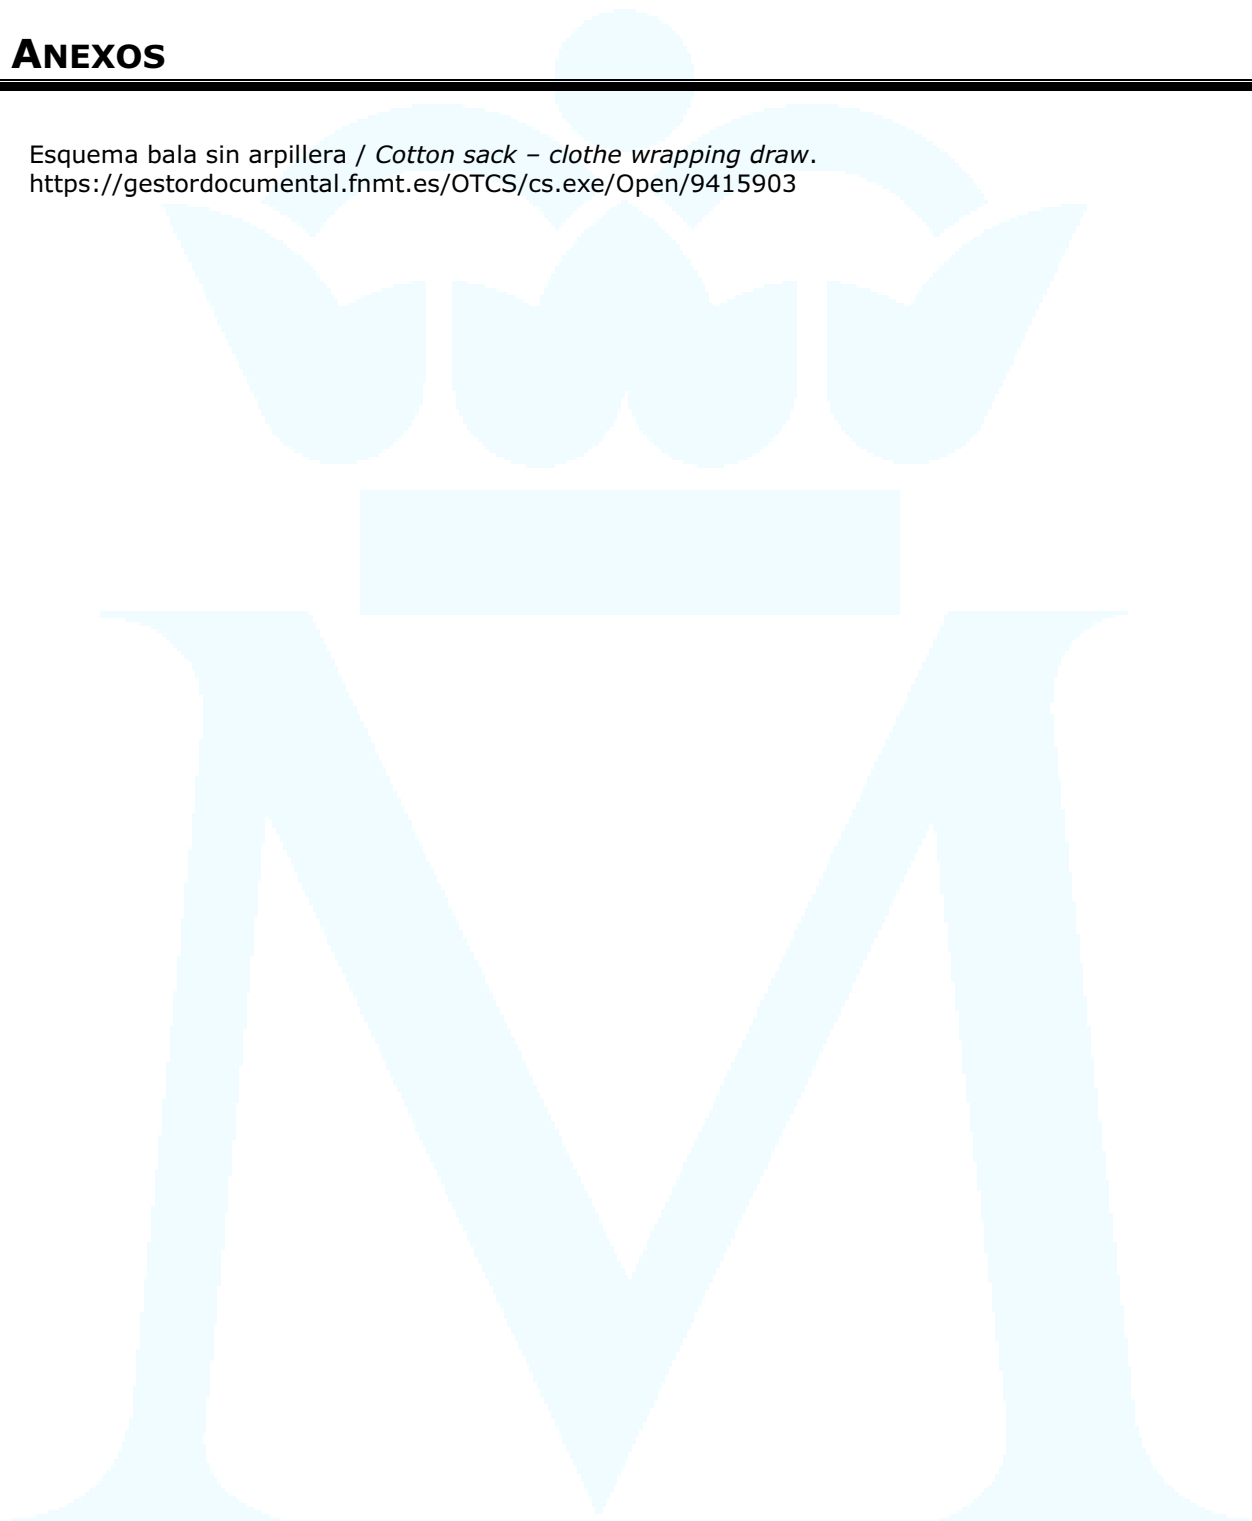 ANEXOS
Esquema bala sin arpillera / Cotton sack – clothe wrapping draw.
https://gestordocumental.fnmt.es/OTCS/cs.exe/Open/9415903